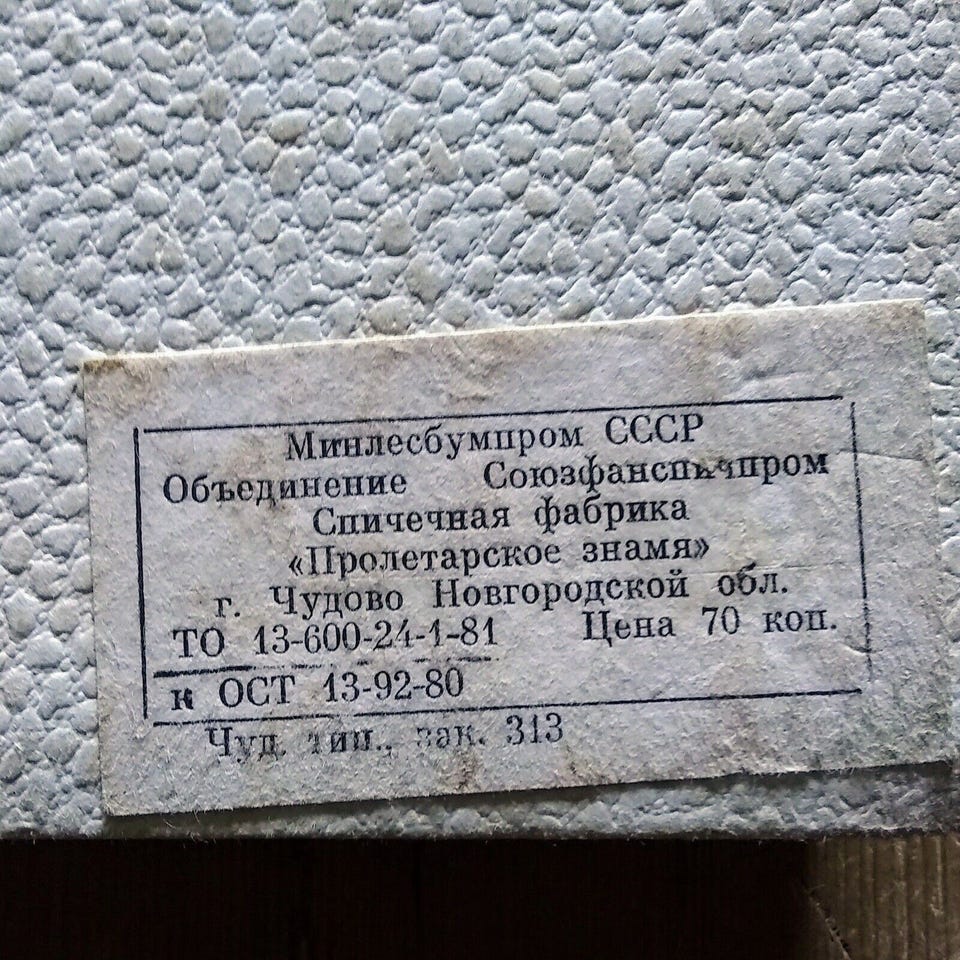 Минлесбумпром СССР
Объединение Союзфанспичпром
Спичечная фабрика
«Пролетарское знамя»
г. Чудово Новгородской обл.
ТО 13-600-24-1-81 Цена 70 коп.
к ОСТ 13-92-80
Чуд. тип., зак. 313